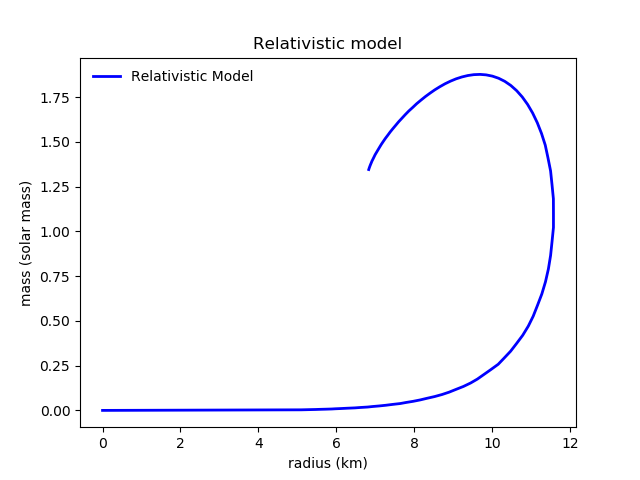 Relativistic model
Relativistic Model
1.75
1.50
1.25
1.00
0.75
0.50
0.25
0.00
mass (solar mass)
0 2 4 6 8 10 12
radius (km)